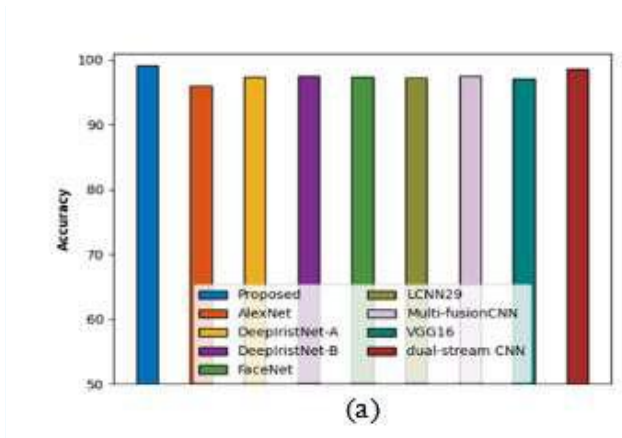 100
90
80
70
60
50
Accuracy
Proposed
AlexNet
DeepIristNet-A
DeepIristNet-B
FaceNet
LCNN29
Multi-fusionCNN
VGG16
dual-stream CNN
(a)